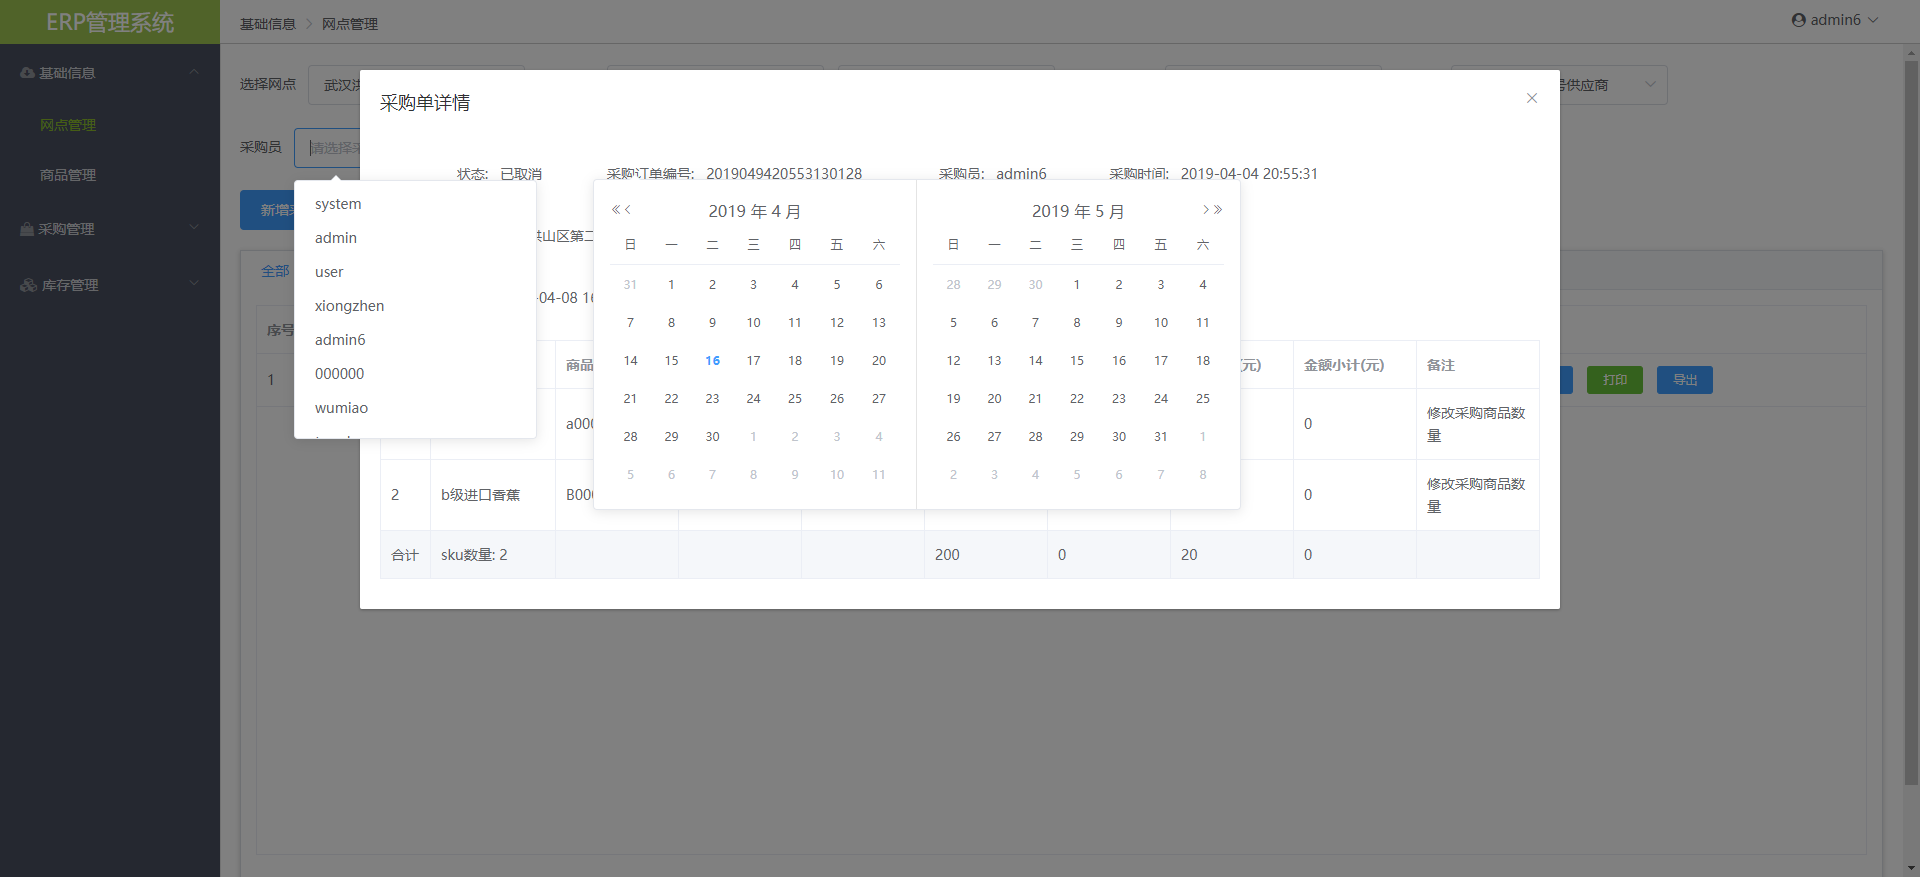 ERP管理系统
基础信息 网点管理
admin6
基础信息
网点管理
商品管理
采购管理
库存管理
选择网点 武汉洪
号供应商
采购员 请选择采
新增采
全部
序号
1
打印 导出
采购单详情
状态: 已取消 采购订单编号: 2019049420553130128 采购员: admin6 采购时间: 2019-04-04 20:55:31
洪山区第二
-04-08 16
system
admin
user
xiongzhen
admin6
000000
wumiao
2019 年 4 月
日 一 二 三 四 五 六
31 1 2 3 4 5 6
7 8 9 10 11 12 13
14 15 16 17 18 19 20
21 22 23 24 25 26 27
28 29 30 1 2 3 4
5 6 7 8 9 10 11
2019 年 5 月
日 一 二 三 四 五 六
28 29 30 1 2 3 4
5 6 7 8 9 10 11
12 13 14 15 16 17 18
19 20 21 22 23 24 25
26 27 28 29 30 31 1
2 3 4 5 6 7 8
商品 (元) 金额小计(元) 备注
a000 0 修改采购商品数
量
2 b级进口香蕉 B000 0 修改采购商品数
量
合计 sku数量: 2 200 0 20 0